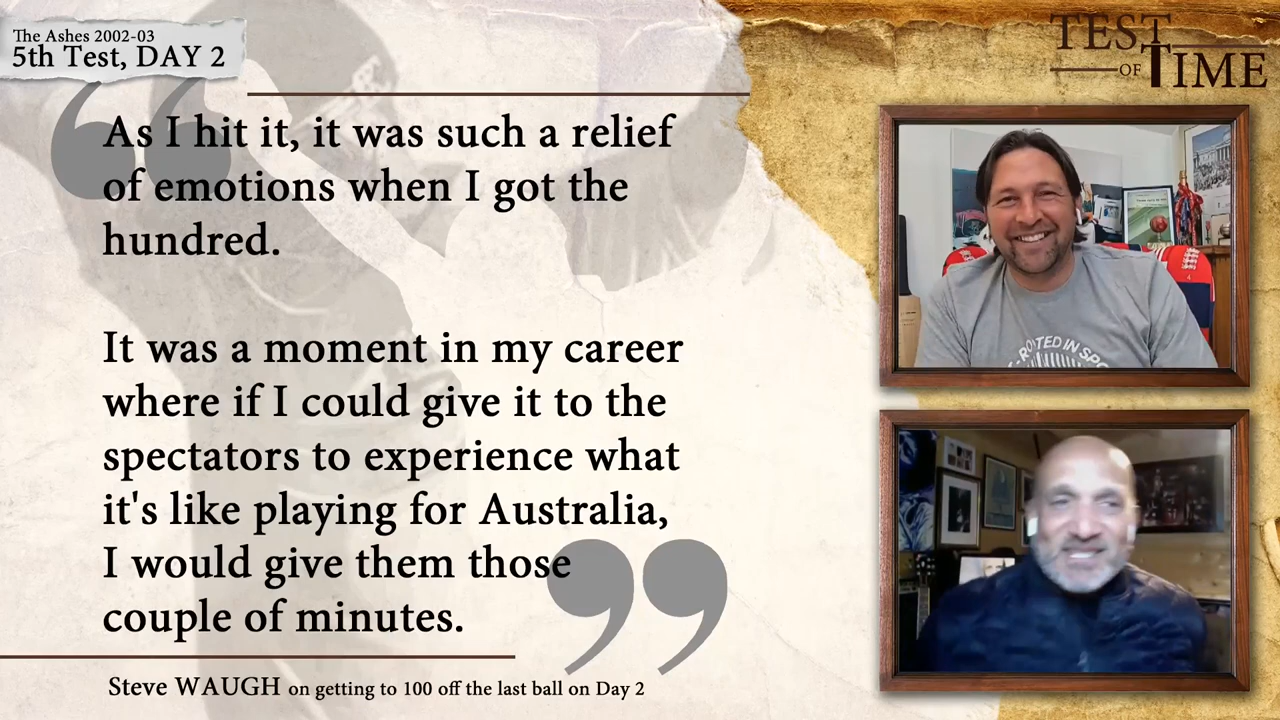 The Ashes 2002-03
5th Test, DAY 2
TEST
OF TIME
As I hit it, it was such a relief
of emotions when I got the
hundred.
It was a moment in my career
where if I could give it to the
spectators to experience what
it's like playing for Australia,
I would give them those
couple of minutes.
Steve WAUGH on getting to 100 off the last ball on Day 2
ROOTED IN